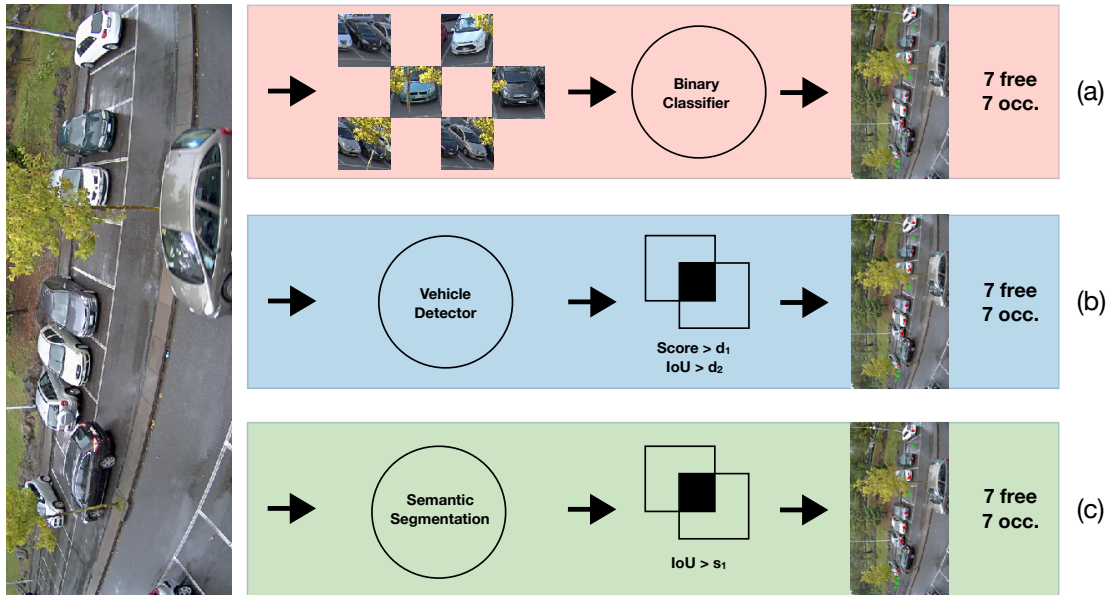 Binary
Classifier
7 free
7 occ.
(a)
Vehicle
Detector
Score > d₁
IoU > d₂
7 free
7 occ.
(b)
Semantic
Segmentation
IoU > s₁
7 free
7 occ.
(c)